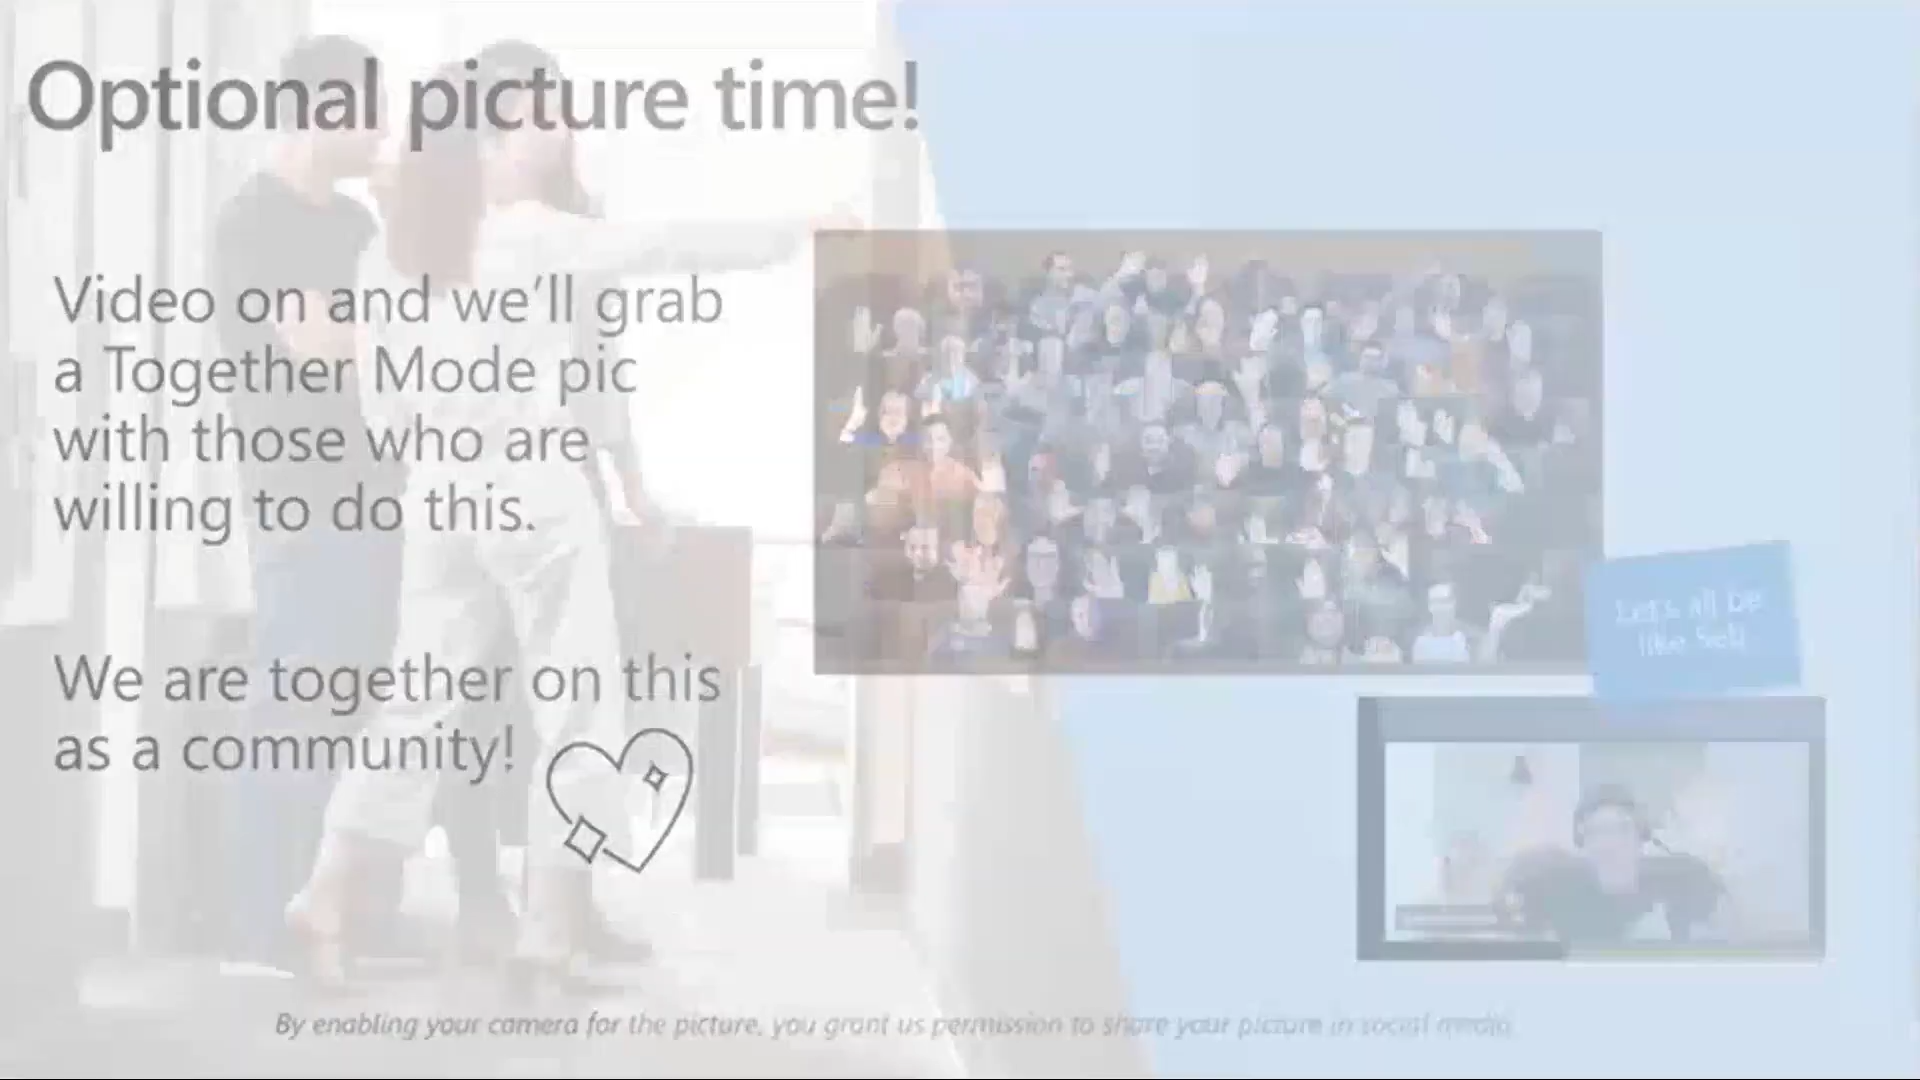 Optional picture time!
Video on and we'll grab
a Together Mode pic
with those who are
willing to do this.
We are together on this
as a community!
Let's all be
like
By enabling your camera for the picture, you grant us permission to share your picture in social media.